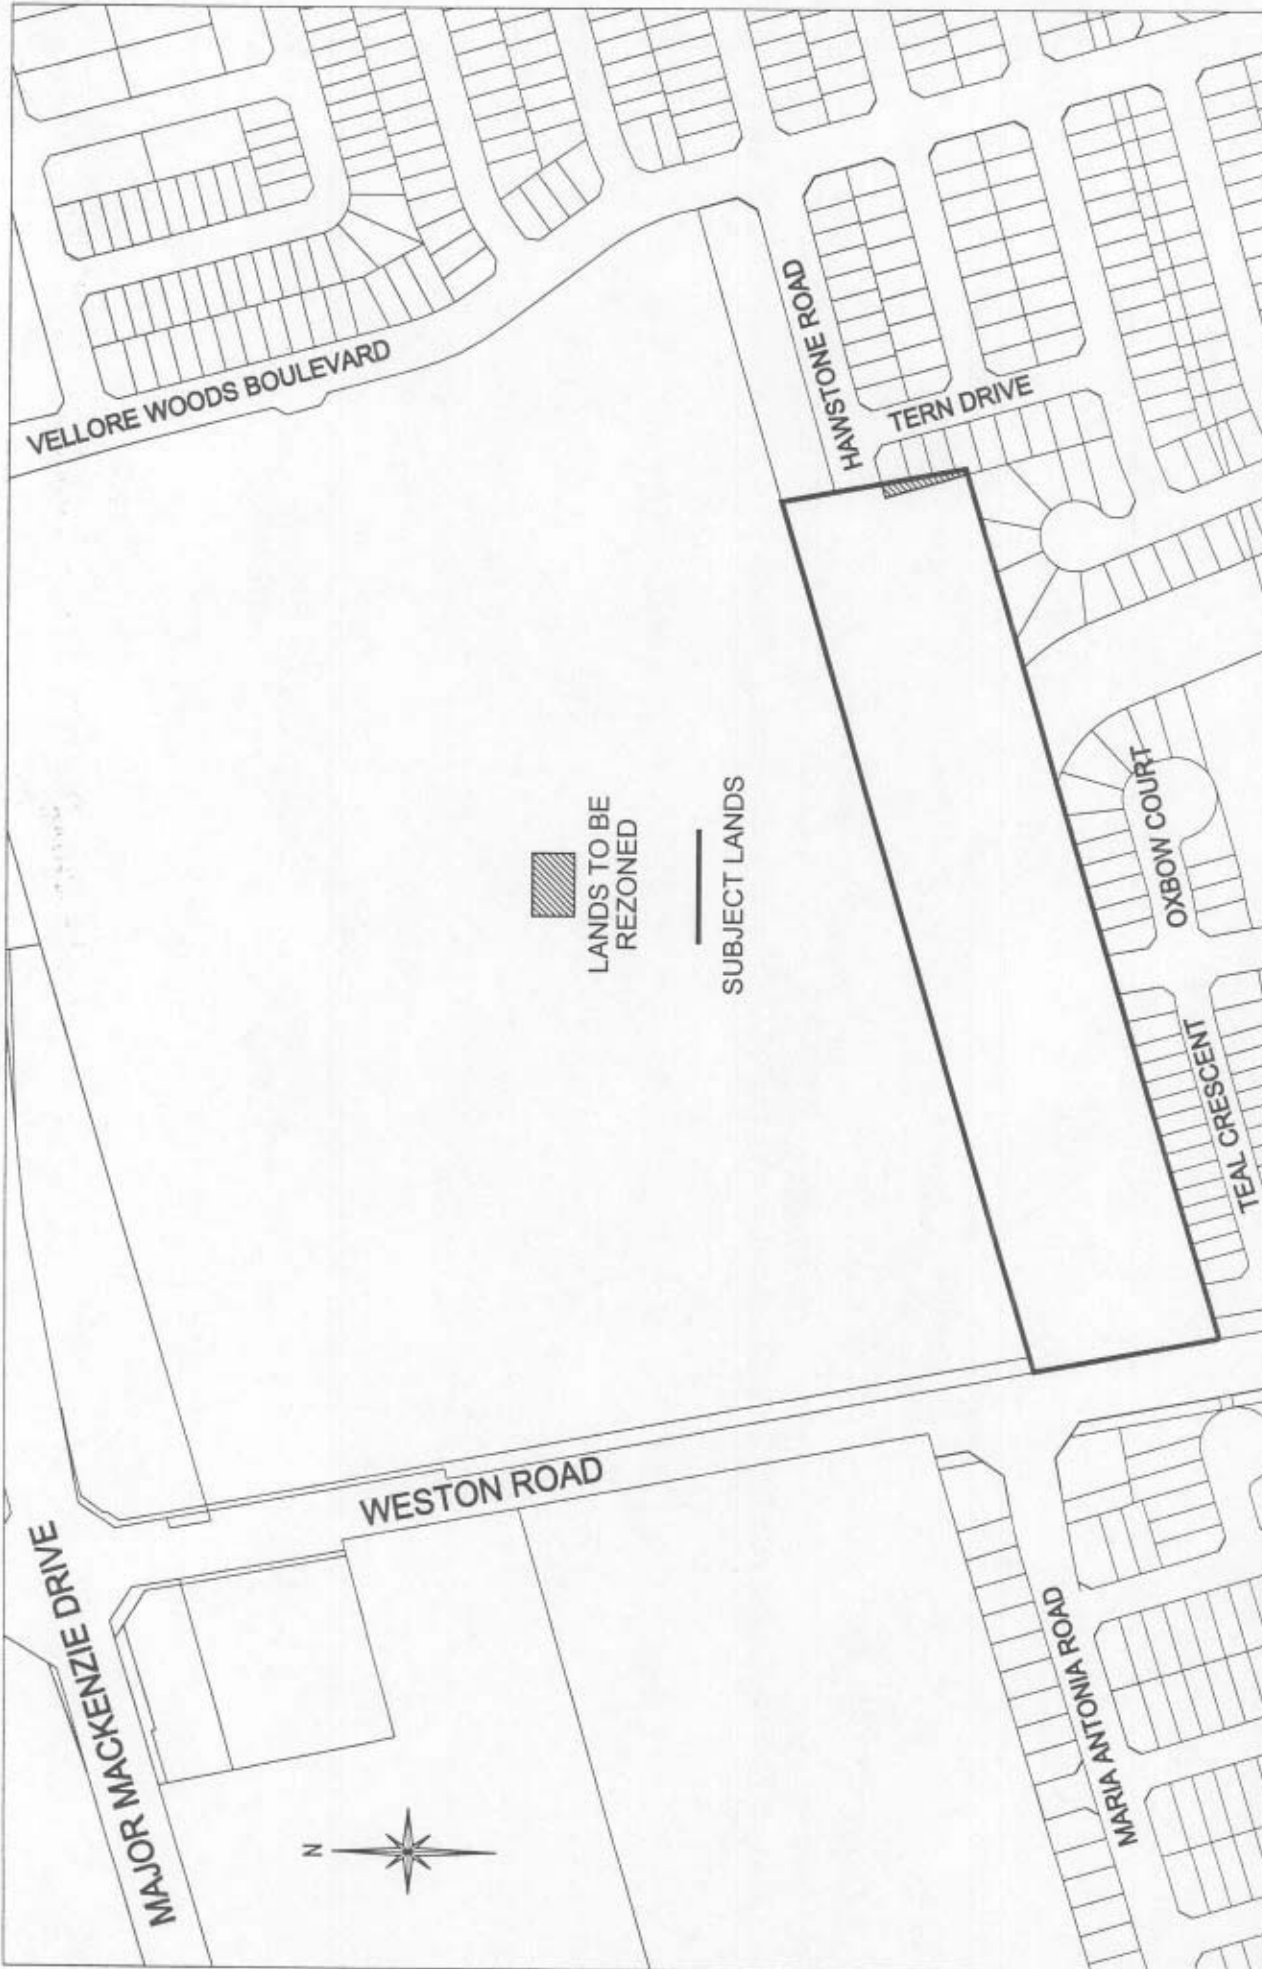 MAJOR MACKENZIE DRIVE
N
WESTON ROAD
VELLORE WOODS BOULEVARD
LANDS TO BE
REZONED
SUBJECT LANDS
HAWSTONE ROAD
TERN DRIVE
OXBOW COURT
TEAL CRESCENT
MARIA ANTONIA ROAD